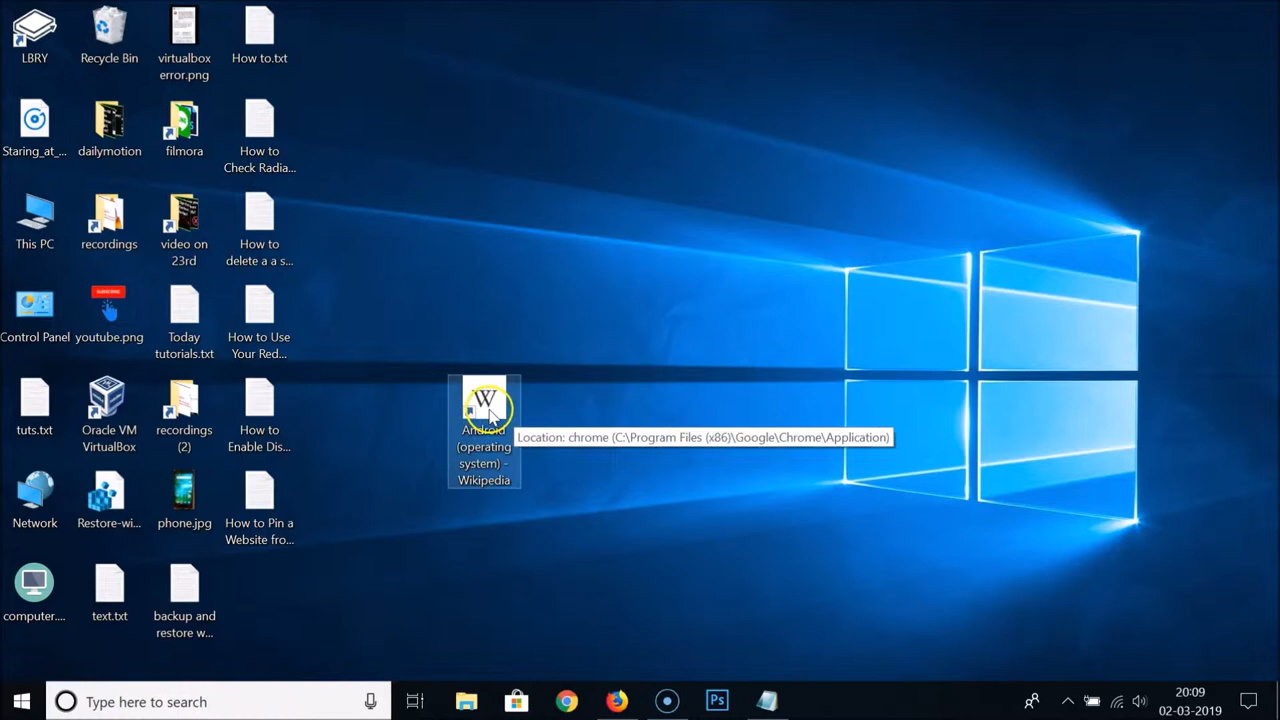 LBRY
Recycle Bin
virtualbox
error.png
How to.txt
Staring_at_...
dailymotion
filmora
How to
Check Radia...
This PC
recordings
video on
23rd
How to
delete a a s...
Control Panel
SUBSCRIBE
youtube.png
Today
tutorials.txt
How to Use
Your Red...
tuts.txt
Oracle VM
VirtualBox
recordings
(2)
How to
Enable Dis...
W
Android
(operating
system) -
Wikipedia
Location: chrome (C:\Program Files (x86)\Google\Chrome\Application)
Network
Restore-wi...
phone.jpg
How to Pin a
Website fro...
computer....
text.txt
backup and
restore w...
Type here to search
Ps
20:09
02-03-2019